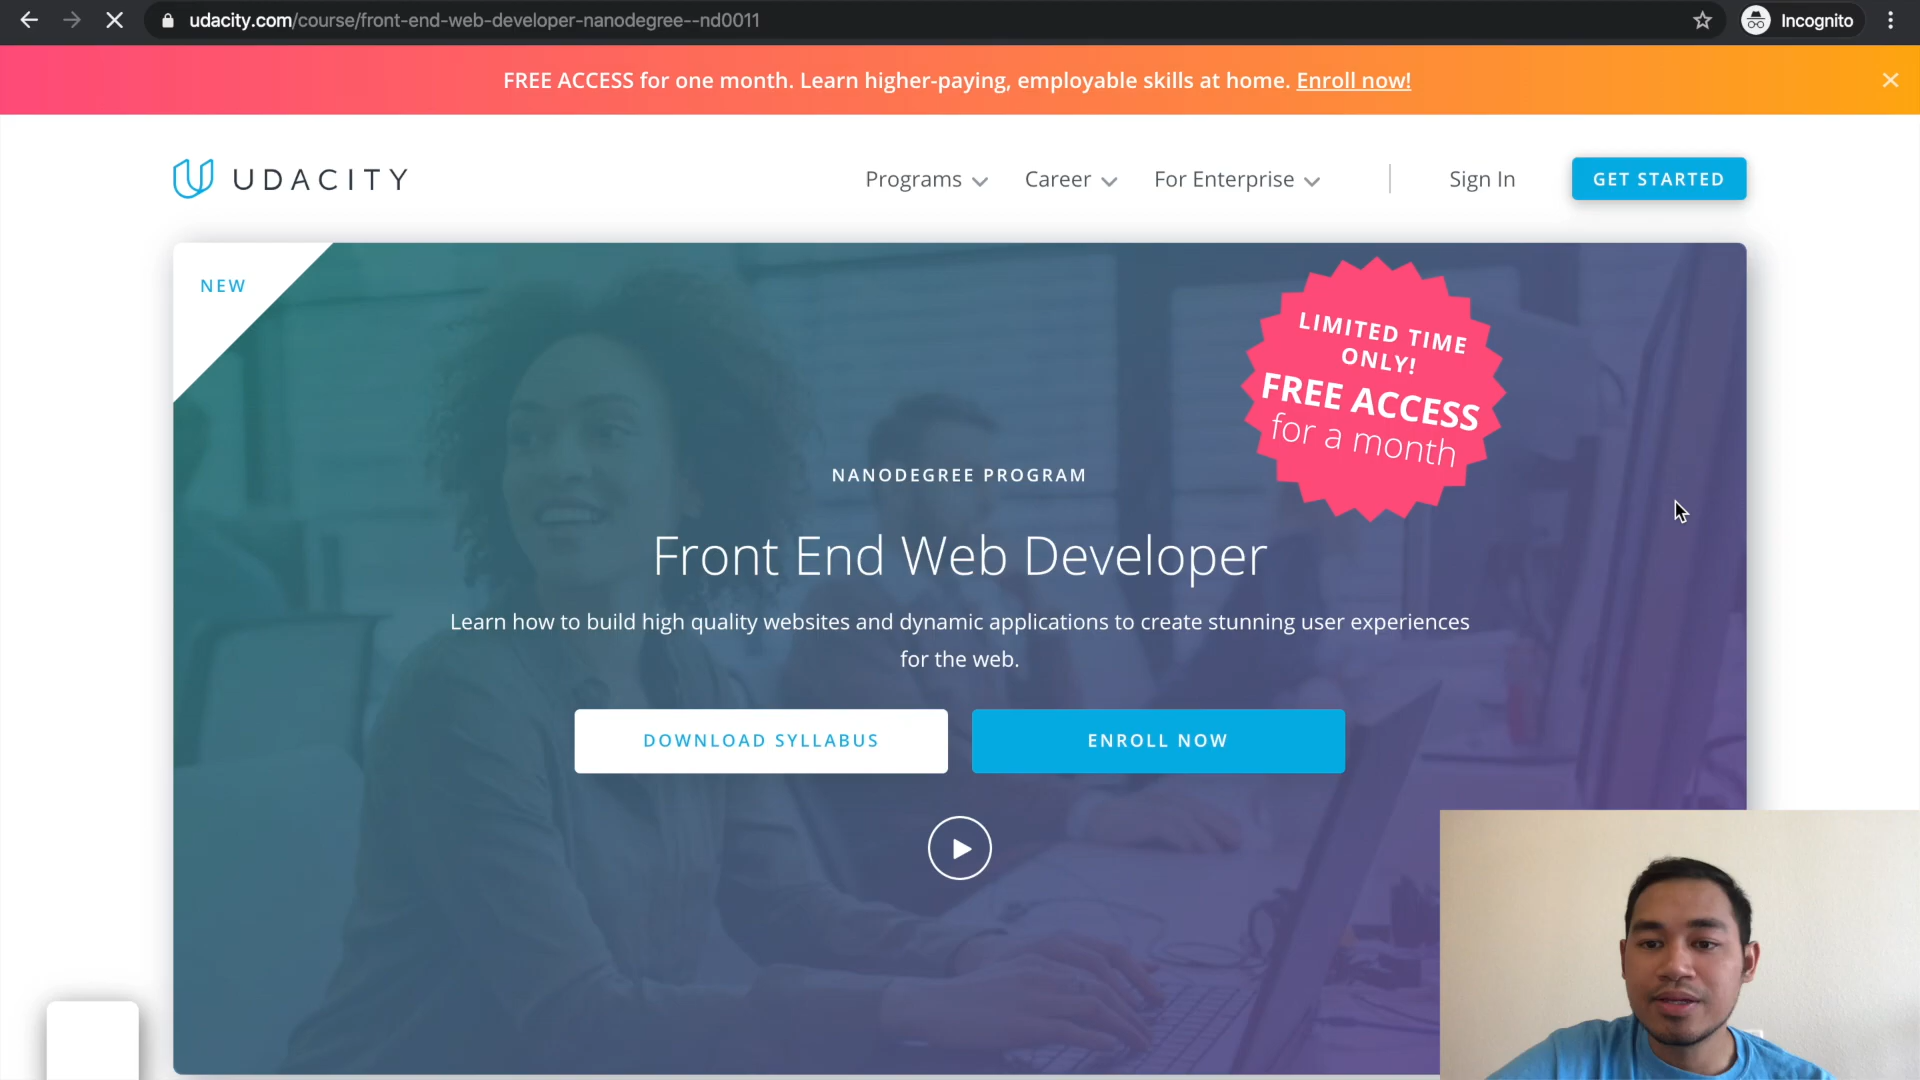 udacity.com/course/front-end-web-developer-nanodegree--nd0011
Incognito
FREE ACCESS for one month. Learn higher-paying, employable skills at home. Enroll now!
UDACITY
Programs
Career
For Enterprise
Sign In
GET STARTED
NEW
LIMITED TIME
ONLY!
FREE ACCESS
for a month
NANODEGREE PROGRAM
Front End Web Developer
Learn how to build high quality websites and dynamic applications to create stunning user experiences
for the web.
DOWNLOAD SYLLABUS
ENROLL NOW